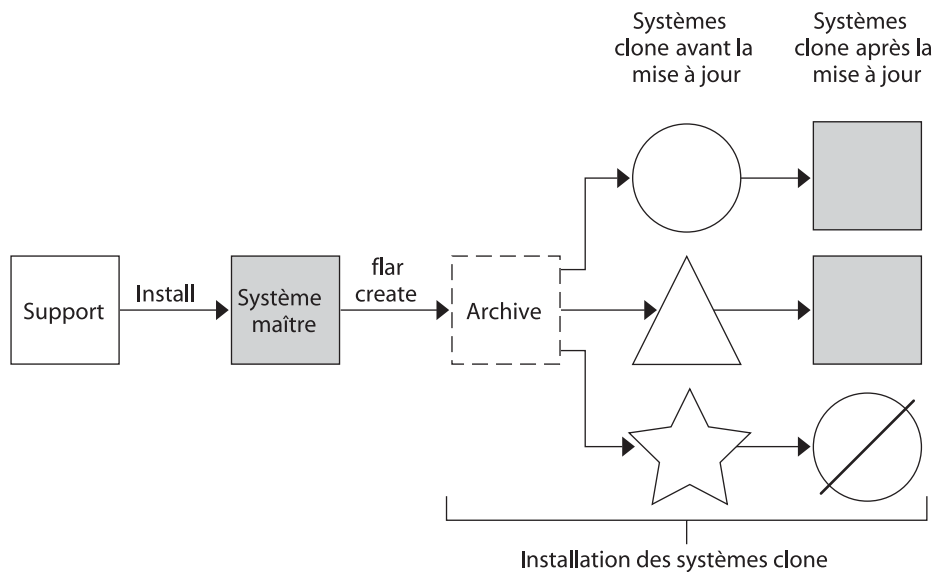 Systèmes
clone avant la
mise à jour
Systèmes
clone après la
mise à jour
Support
Install
Système
maître
flar
create
Archive
Installation des systèmes clone